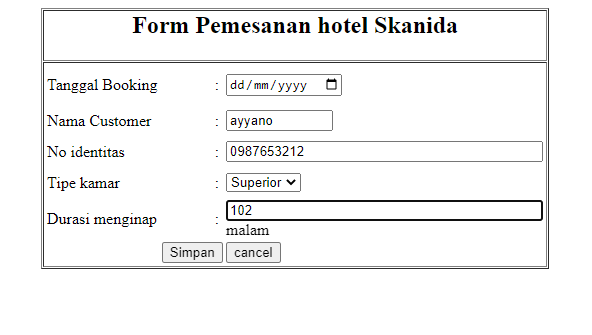 Form Pemesanan hotel Skanida
Tanggal Booking : dd/mm/yyyy
Nama Customer : ayyano
No identitas : 0987653212
Tipe kamar : Superior
Durasi menginap : 102
malam
Simpan cancel